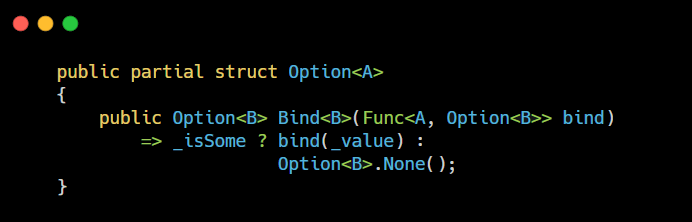 public partial struct Option<A>
{
    public Option<B> Bind<B>(Func<A, Option<B>> bind)
        => _isSome ? bind(_value) :
                     Option<B>.None();
}